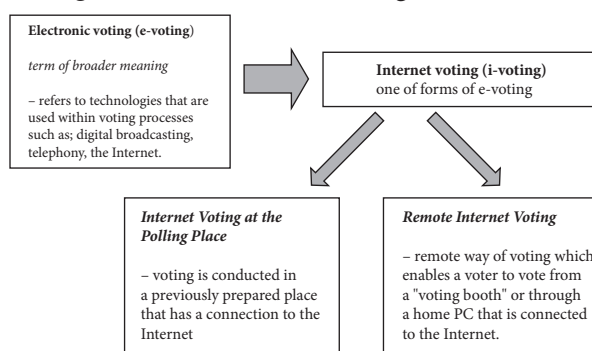 Electronic voting (e-voting)
term of broader meaning
– refers to technologies that are
used within voting processes
such as; digital broadcasting,
telephony, the Internet.
Internet voting (i-voting)
one of forms of e-voting
Internet Voting at the
Polling Place
– voting is conducted in
a previously prepared place
that has a connection to the
Internet
Remote Internet Voting
– remote way of voting which
enables a voter to vote from
a "voting booth" or through
a home PC that is connected
to the Internet.